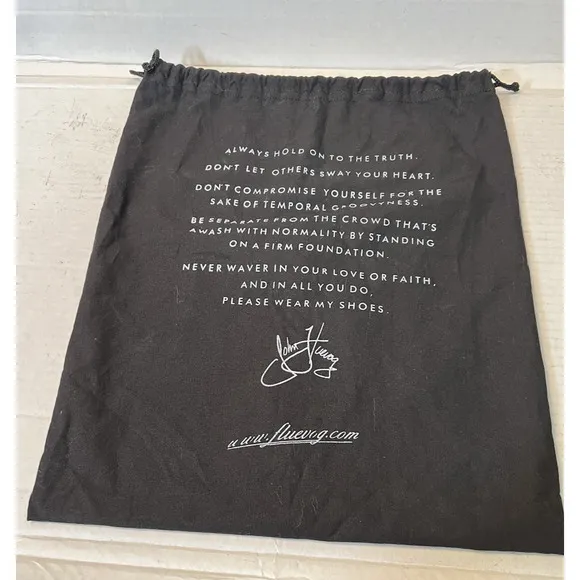 ALWAYS HOLD ON TO THE TRUTH.
DON'T LET OTHERS SWAY YOUR HEART.
DON'T COMPROMISE YOURSELF FOR THE
SAKE OF TEMPORAL GROOVYNESS.
BE SEPARATE FROM THE CROWD THAT'S
AWASH WITH NORMALITY BY STANDING
ON A FIRM FOUNDATION.
NEVER WAVER IN YOUR LOVE OR FAITH,
AND IN ALL YOU DO,
PLEASE WEAR MY SHOES.
John Fluevog
www.fluevog.com